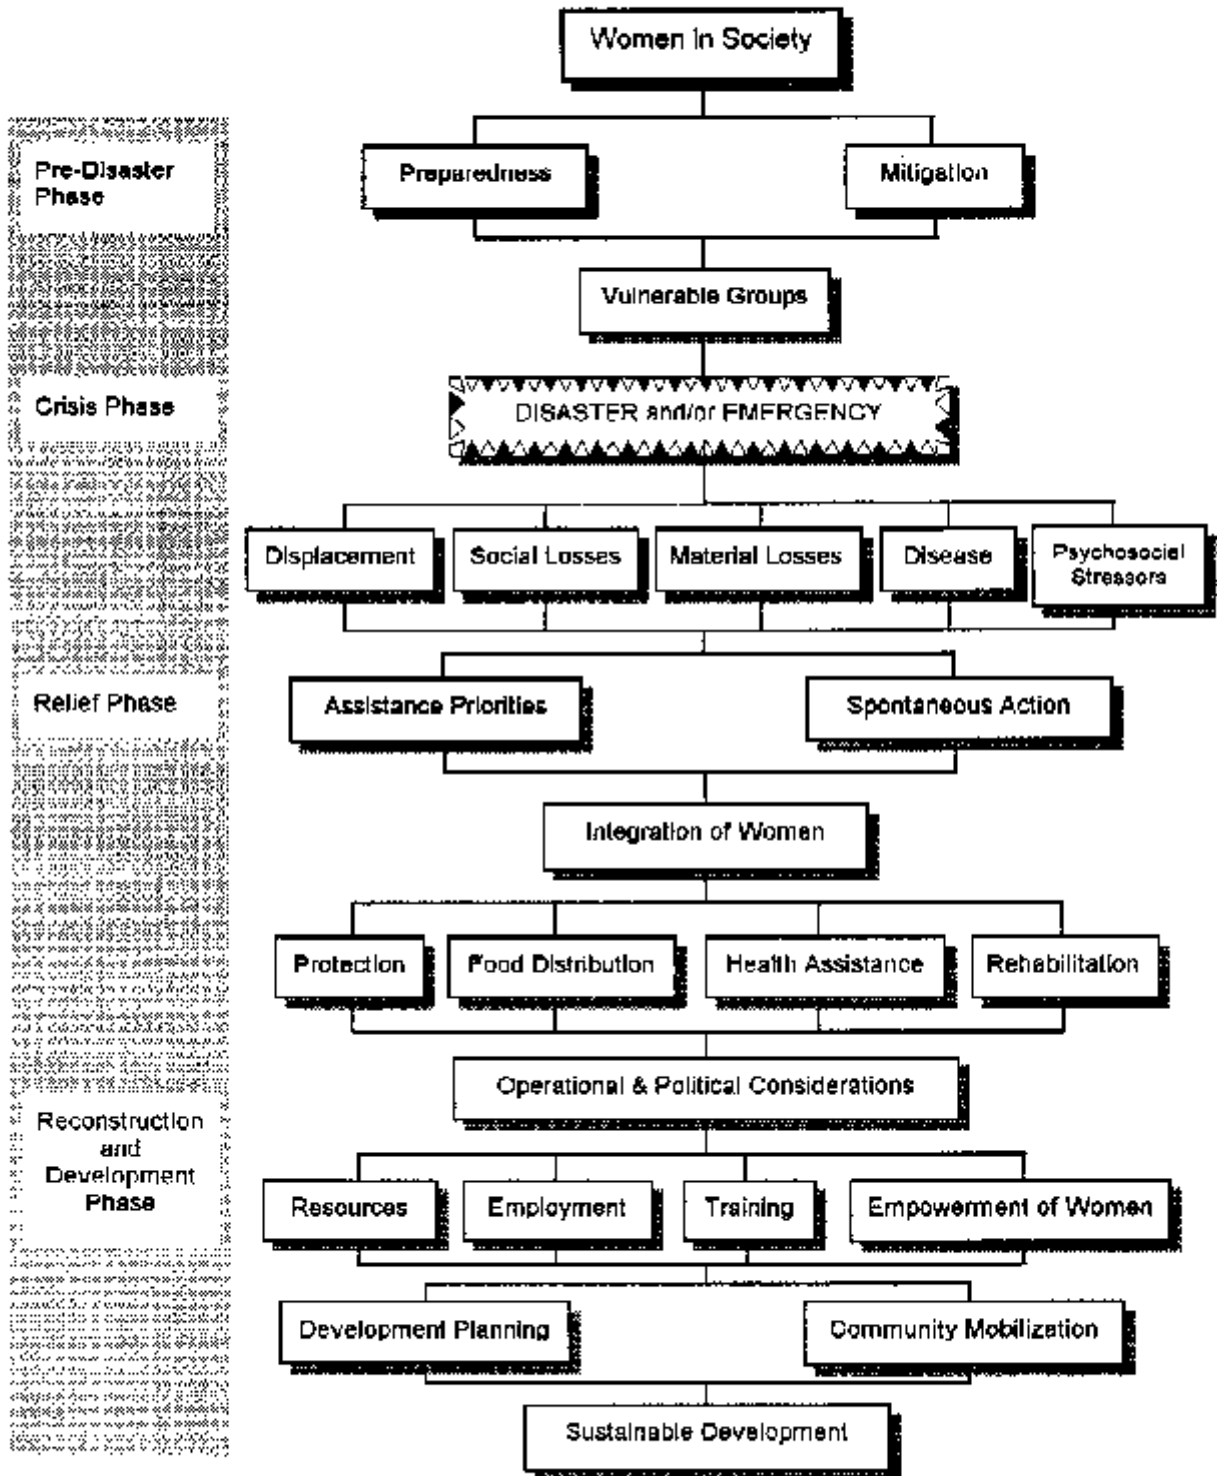 Women in Society
Pre-Disaster
Phase
Preparedness
Mitigation
Vulnerable Groups
Crisis Phase
DISASTER and/or EMERGENCY
Displacement
Social Losses
Material Losses
Disease
Psychosocial
Stressors
Relief Phase
Assistance Priorities
Spontaneous Action
Integration of Women
Protection
Food Distribution
Health Assistance
Rehabilitation
Operational & Political Considerations
Reconstruction
and
Development
Phase
Resources
Employment
Training
Empowerment of Women
Development Planning
Community Mobilization
Sustainable Development